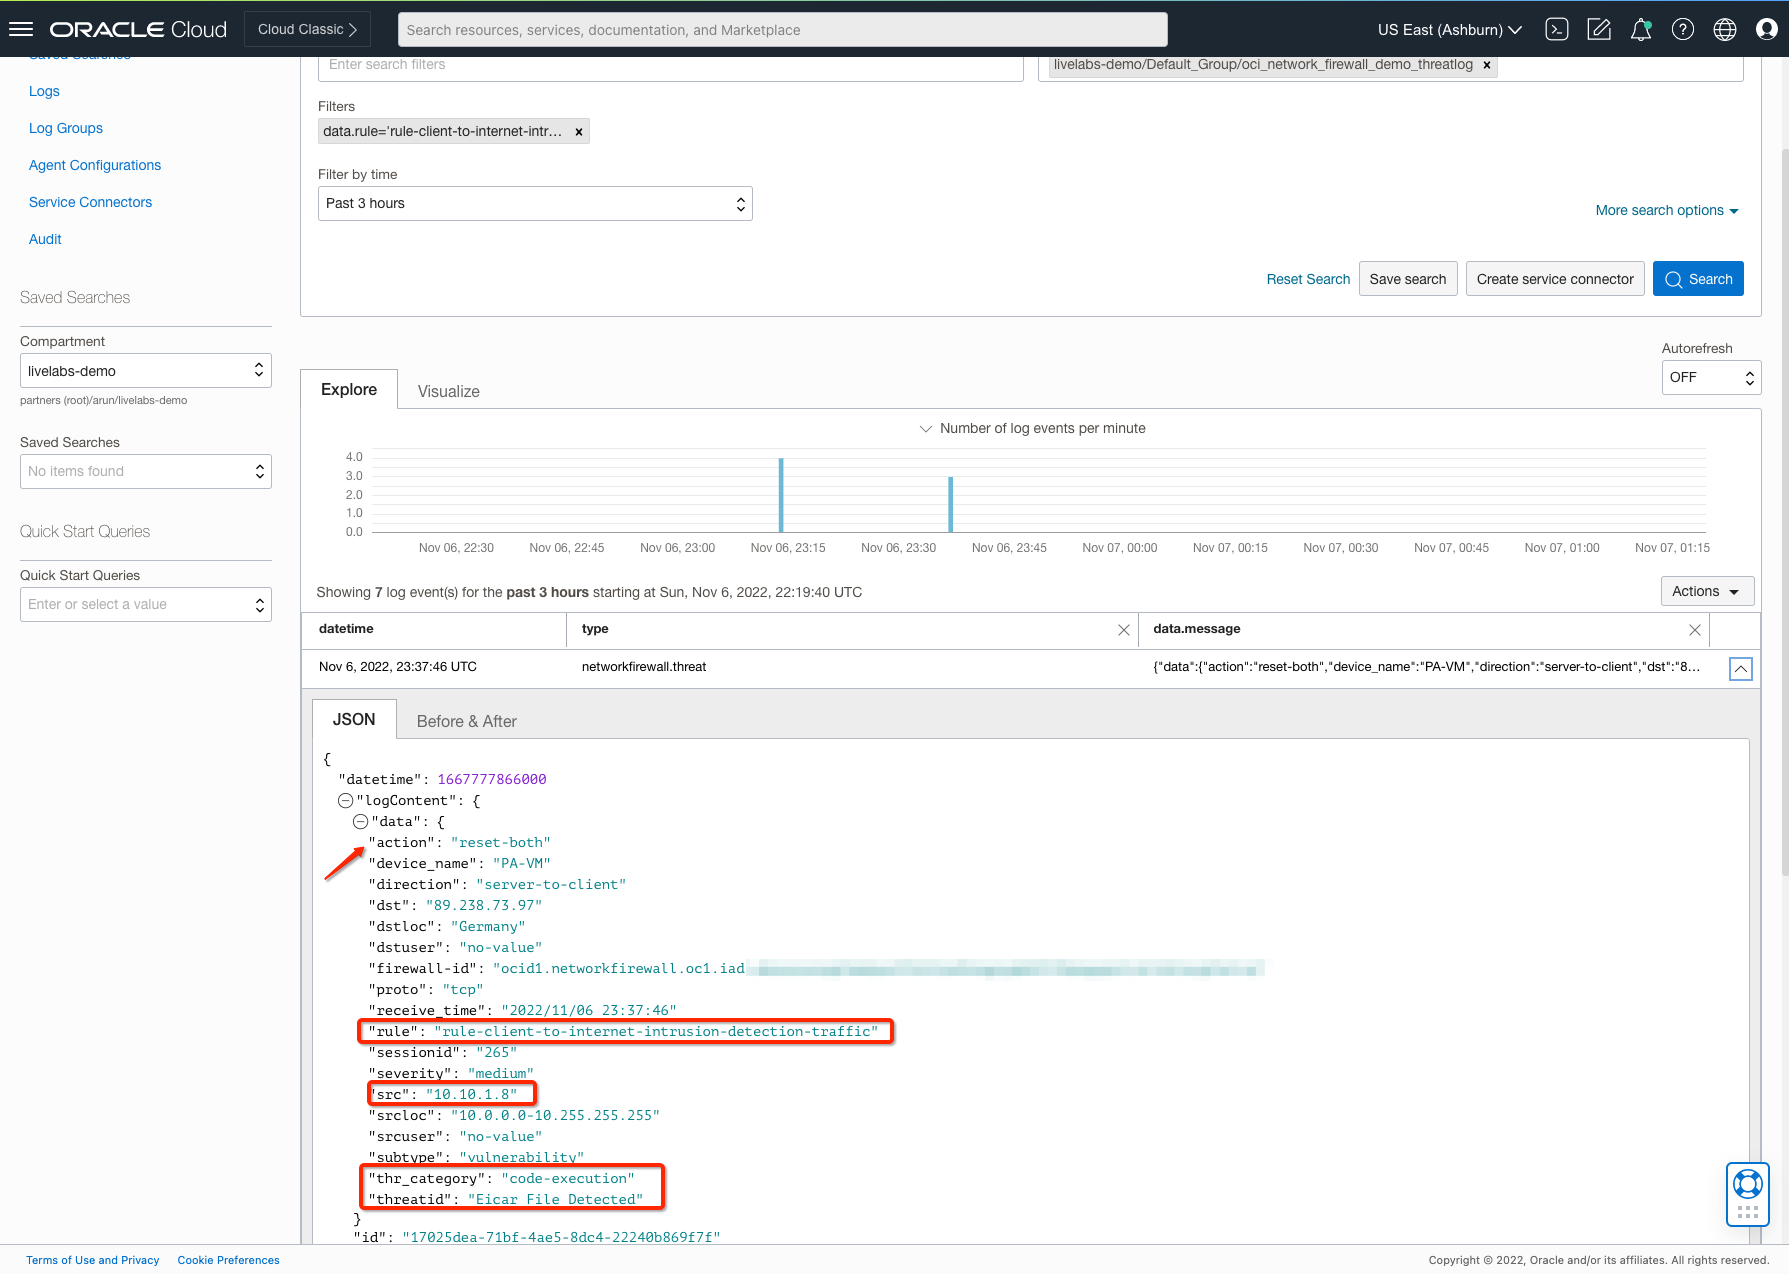 ORACLE Cloud
Cloud Classic
Search resources, services, documentation, and Marketplace
US East (Ashburn)
Saved Searches
Logs
Log Groups
Agent Configurations
Service Connectors
Audit
Saved Searches
Compartment
livelabs-demo
partners (root)/arun/livelabs-demo
Saved Searches
No items found
Quick Start Queries
Quick Start Queries
Enter or select a value
Enter search filters
livelabs-demo/Default_Group/oci_network_firewall_demo_threatlog ×
Filters
data.rule='rule-client-to-internet-intr... ×
Filter by time
Past 3 hours
More search options
Reset Search
Save search
Create service connector
Search
Autorefresh
OFF
Explore
Visualize
Number of log events per minute
4.0
3.0
2.0
1.0
0.0
Nov 06, 22:30 Nov 06, 22:45 Nov 06, 23:00 Nov 06, 23:15 Nov 06, 23:30 Nov 06, 23:45 Nov 07, 00:00 Nov 07, 00:15 Nov 07, 00:30 Nov 07, 00:45 Nov 07, 01:00 Nov 07, 01:15
Showing 7 log event(s) for the past 3 hours starting at Sun, Nov 6, 2022, 22:19:40 UTC
Actions
datetime type data.message
Nov 6, 2022, 23:37:46 UTC networkfirewall.threat {"data":{"action":"reset-both","device_name":"PA-VM","direction":"server-to-client","dst":"8...
JSON
Before & After
{
"datetime": 1667777866000
"logContent": {
"data": {
"action": "reset-both"
"device_name": "PA-VM"
"direction": "server-to-client"
"dst": "89.238.73.97"
"dstloc": "Germany"
"dstuser": "no-value"
"firewall-id": "ocid1.networkfirewall.oc1.iad
"proto": "tcp"
"receive_time": "2022/11/06 23:37:46"
"rule": "rule-client-to-internet-intrusion-detection-traffic"
"sessionid": "265"
"severity": "medium"
"src": "10.10.1.8"
"srcloc": "10.0.0.0-10.255.255.255"
"srcuser": "no-value"
"subtype": "vulnerability"
"thr_category": "code-execution"
"threatid": "Eicar File Detected"
}
"id": "17025dea-71bf-4ae5-8dc4-22240b869f7f"
Terms of Use and Privacy
Cookie Preferences
Copyright © 2022, Oracle and/or its affiliates. All rights reserved.